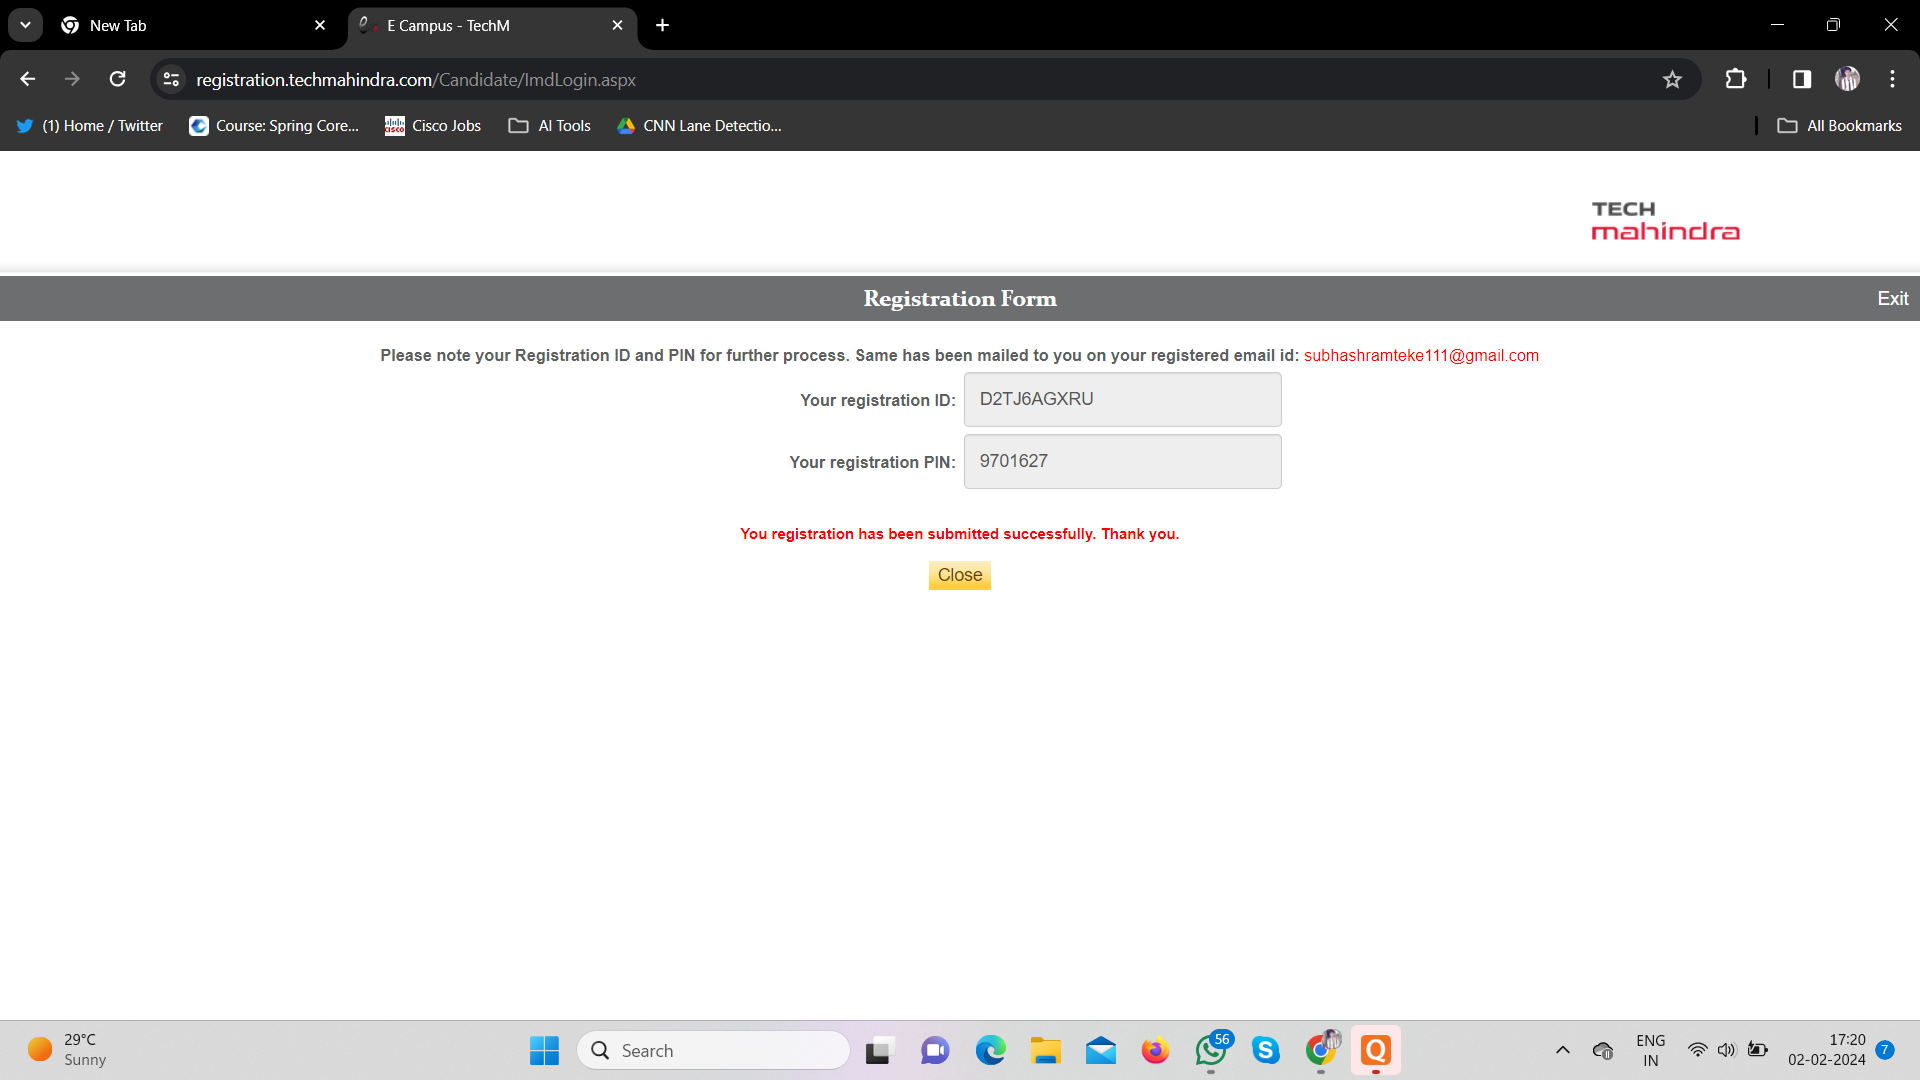 New Tab
E Campus - TechM
registration.techmahindra.com/Candidate/ImdLogin.aspx
(1) Home / Twitter
Course: Spring Core...
CISCO
Cisco Jobs
AI Tools
CNN Lane Detectio...
All Bookmarks
TECH
mahindra
Registration Form
Exit
Please note your Registration ID and PIN for further process. Same has been mailed to you on your registered email id: subhashramteke111@gmail.com
Your registration ID: D2TJ6AGXRU
Your registration PIN: 9701627
You registration has been submitted successfully. Thank you.
Close
29°C
Sunny
Search
56
S
Q
ENG
IN
17:20
02-02-2024
7